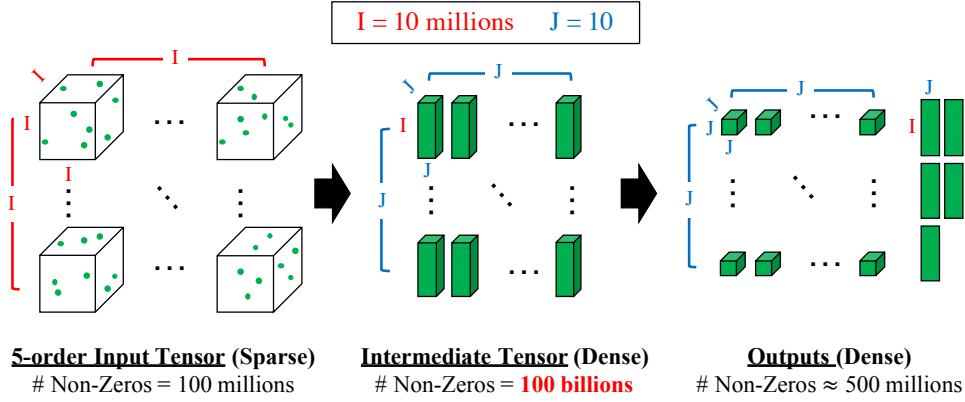 I = 10 millions J = 10
I
I
I
I
I
J
J
I
J
J
J
J
J
J
J
J
I
5-order Input Tensor (Sparse)
# Non-Zeros = 100 millions
Intermediate Tensor (Dense)
# Non-Zeros = 100 billions
Outputs (Dense)
# Non-Zeros ≈ 500 millions